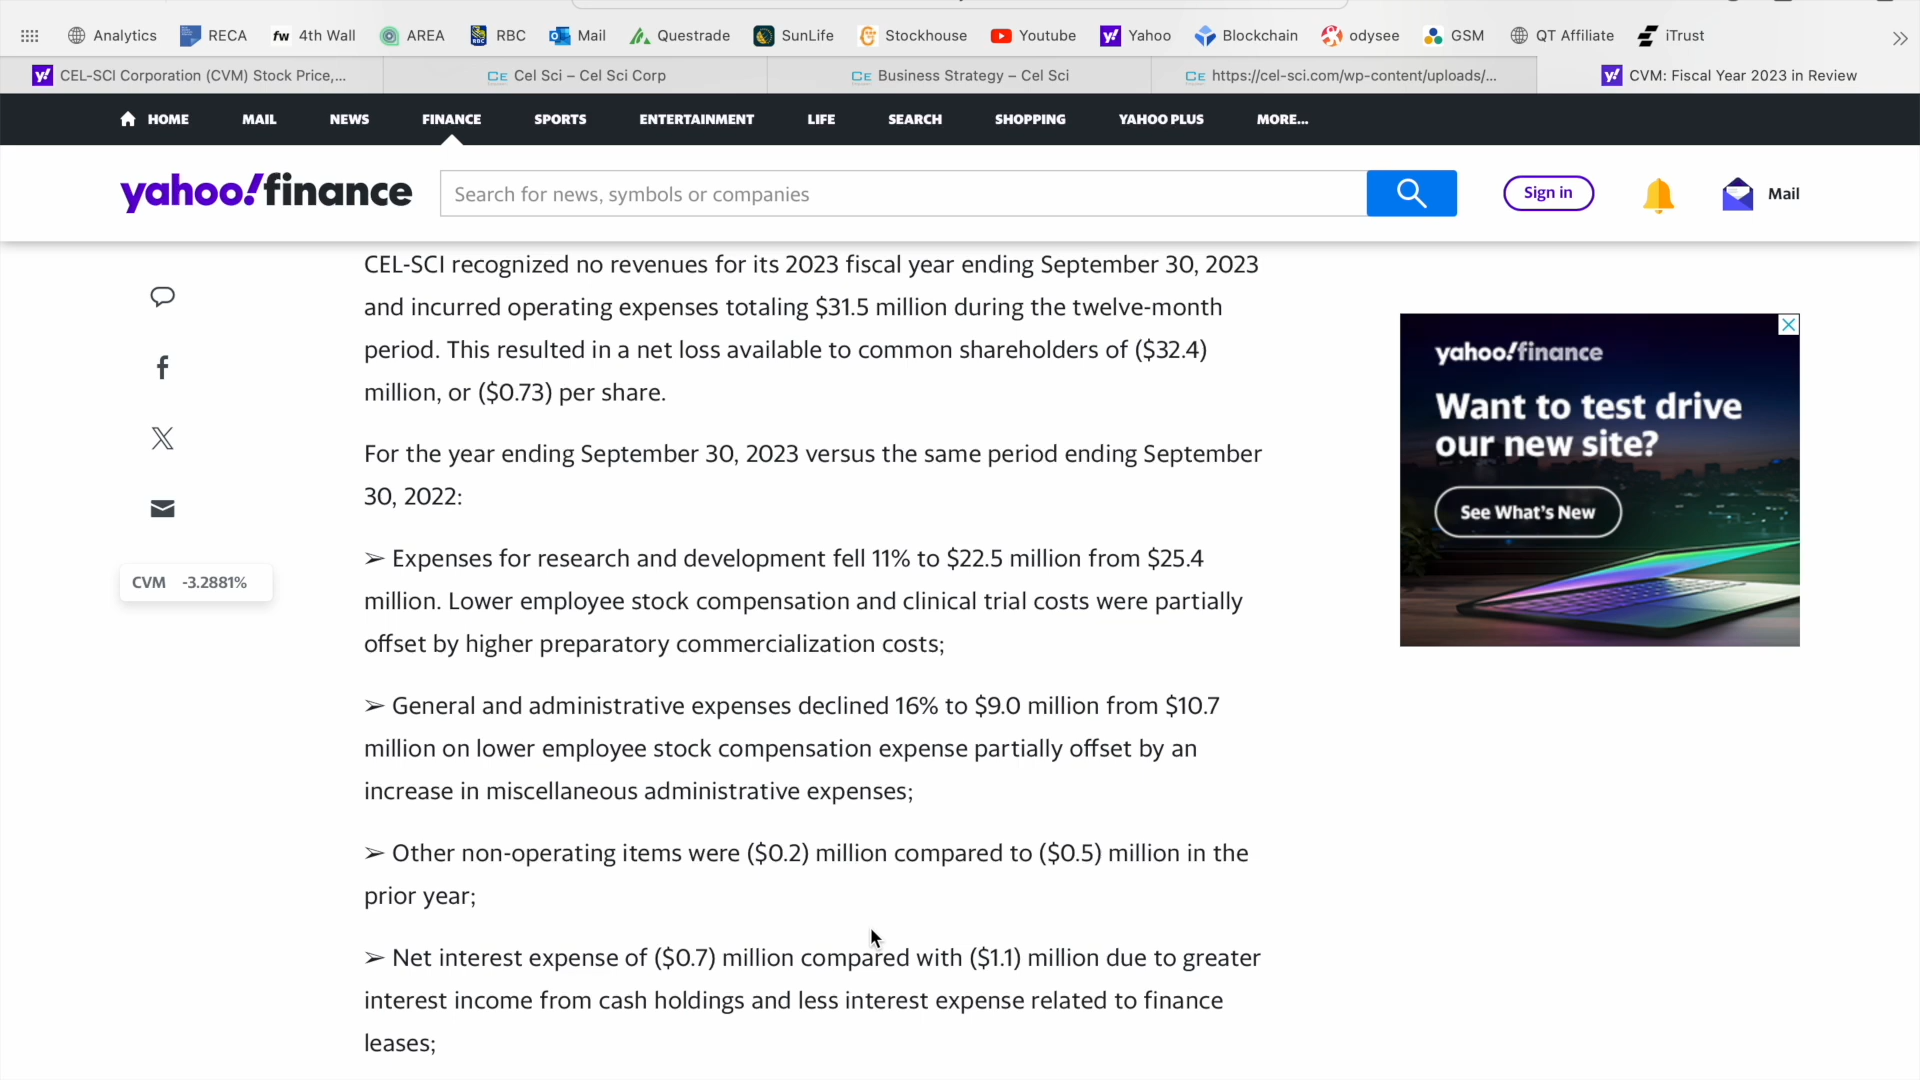 Analytics RECA fw 4th Wall AREA RBC Mail Questrade SunLife Stockhouse Youtube Yahoo Blockchain odysee GSM QT Affiliate iTrust
CEL-SCI Corporation (CVM) Stock Price,... Cel Sci – Cel Sci Corp Business Strategy – Cel Sci https://cel-sci.com/wp-content/uploads/... CVM: Fiscal Year 2023 in Review
HOME MAIL NEWS FINANCE SPORTS ENTERTAINMENT LIFE SEARCH SHOPPING YAHOO PLUS MORE...
yahoo!finance Search for news, symbols or companies Sign in Mail
CEL-SCI recognized no revenues for its 2023 fiscal year ending September 30, 2023
and incurred operating expenses totaling $31.5 million during the twelve-month
period. This resulted in a net loss available to common shareholders of ($32.4)
million, or ($0.73) per share.
For the year ending September 30, 2023 versus the same period ending September
30, 2022:
➢ Expenses for research and development fell 11% to $22.5 million from $25.4
million. Lower employee stock compensation and clinical trial costs were partially
offset by higher preparatory commercialization costs;
➢ General and administrative expenses declined 16% to $9.0 million from $10.7
million on lower employee stock compensation expense partially offset by an
increase in miscellaneous administrative expenses;
➢ Other non-operating items were ($0.2) million compared to ($0.5) million in the
prior year;
➢ Net interest expense of ($0.7) million compared with ($1.1) million due to greater
interest income from cash holdings and less interest expense related to finance
leases;
CVM -3.2881%
yahoo!finance
Want to test drive
our new site?
See What's New